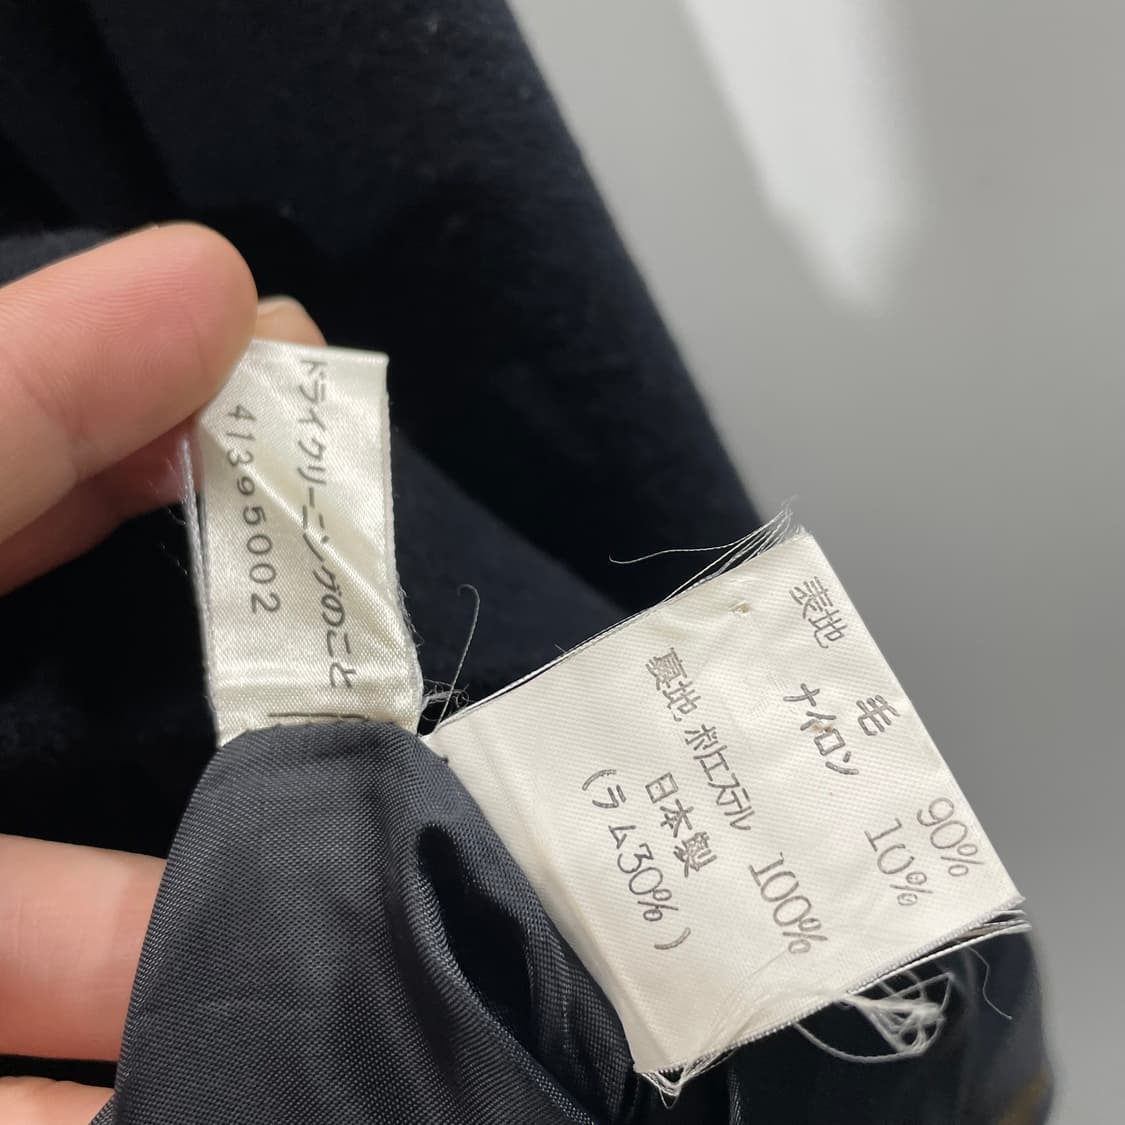 ドライクリーニングのこと
41395002
表地 毛 90%
ナイロン 10%
裏地 ポリエステル 100%
日本製
(ラム30%)